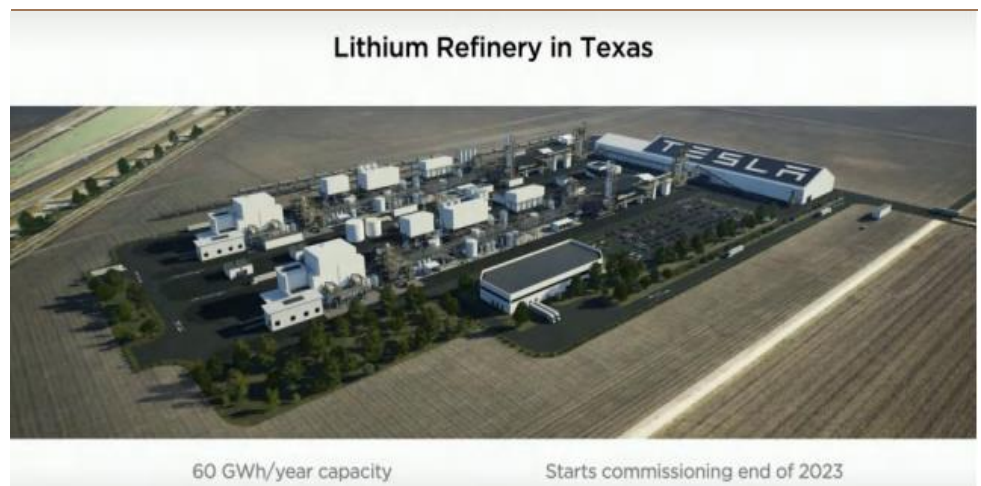 Lithium Refinery in Texas
TESLA
60 GWh/year capacity
Starts commissioning end of 2023